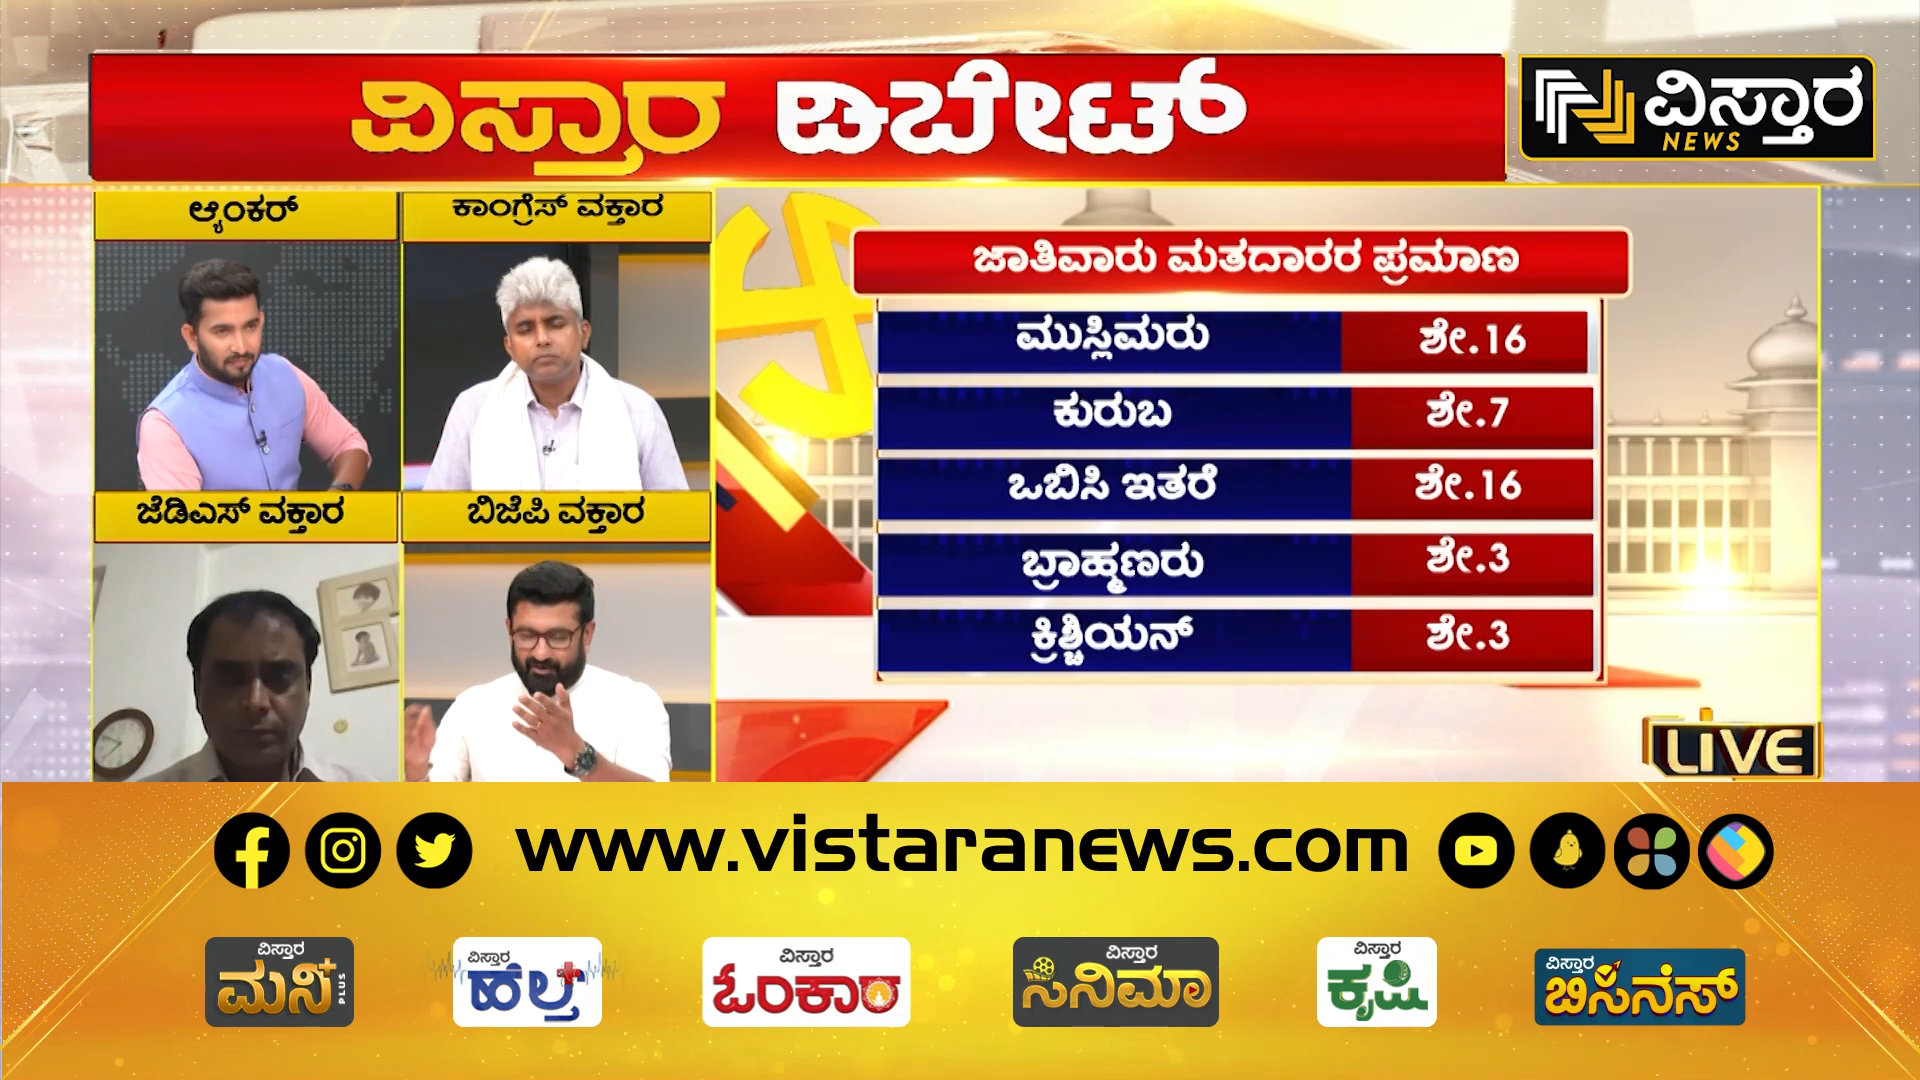 ವಿಸ್ತಾರ ಡಿಬೇಟ್
ವಿಸ್ತಾರ
NEWS
ಆ್ಯಂಕರ್
ಕಾಂಗ್ರೆಸ್ ವಕ್ತಾರ
ಜೆಡಿಎಸ್ ವಕ್ತಾರ
ಬಿಜೆಪಿ ವಕ್ತಾರ
ಜಾತಿವಾರು ಮತದಾರರ ಪ್ರಮಾಣ
ಮುಸ್ಲಿಮರು ಶೇ.16
ಕುರುಬ ಶೇ.7
ಒಬಿಸಿ ಇತರೆ ಶೇ.16
ಬ್ರಾಹ್ಮಣರು ಶೇ.3
ಕ್ರಿಶ್ಚಿಯನ್ ಶೇ.3
LIVE
www.vistaranews.com
ವಿಸ್ತಾರ
ಮನಿ+ PLUS
ವಿಸ್ತಾರ
ಹೆಲ್ತ್
ವಿಸ್ತಾರ
ಓಂಕಾರ
ವಿಸ್ತಾರ
ಸಿನಿಮಾ
ವಿಸ್ತಾರ
ಕೃಷಿ
ವಿಸ್ತಾರ
ಬಿಸಿನೆಸ್